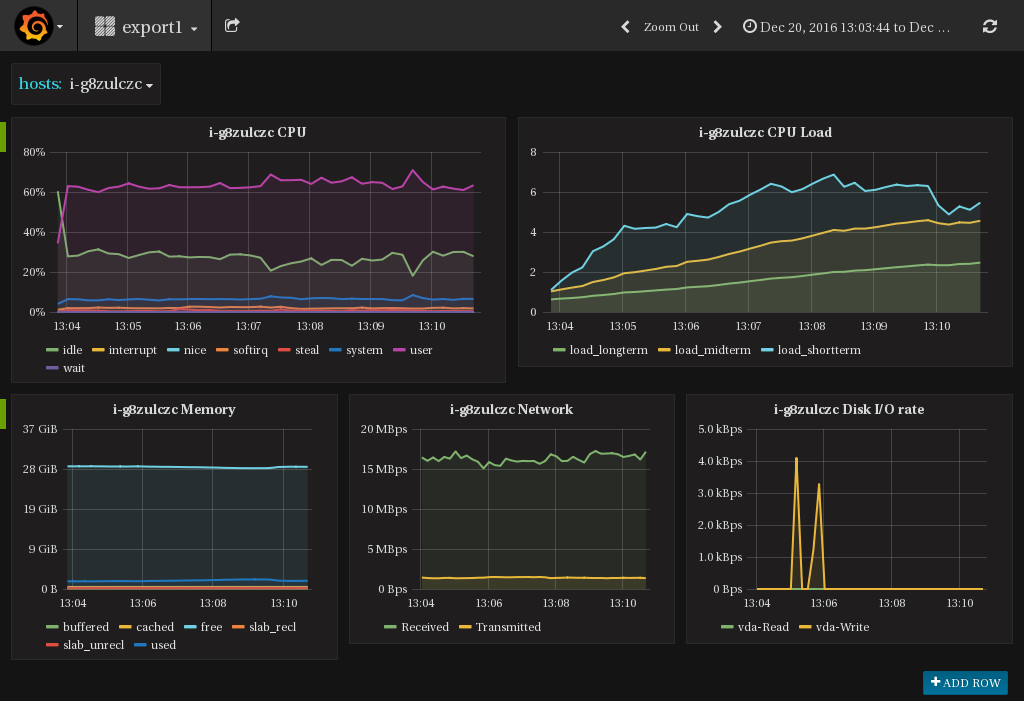 export1
Zoom Out
Dec 20, 2016 13:03:44 to Dec ...
hosts: i-g8zulczc
i-g8zulczc CPU
80%
60%
40%
20%
0%
13:04 13:05 13:06 13:07 13:08 13:09 13:10
idle interrupt nice softirq steal system user
wait
i-g8zulczc CPU Load
8
6
4
2
0
13:04 13:05 13:06 13:07 13:08 13:09 13:10
load_longterm load_midterm load_shortterm
i-g8zulczc Memory
37 GiB
28 GiB
19 GiB
9 GiB
0 B
13:04 13:06 13:08 13:10
buffered cached free slab_recl
slab_unrecl used
i-g8zulczc Network
20 MBps
15 MBps
10 MBps
5 MBps
0 Bps
13:04 13:06 13:08 13:10
Received Transmitted
i-g8zulczc Disk I/O rate
5.0 kBps
4.0 kBps
3.0 kBps
2.0 kBps
1.0 kBps
0 Bps
13:04 13:06 13:08 13:10
vda-Read vda-Write
ADD ROW